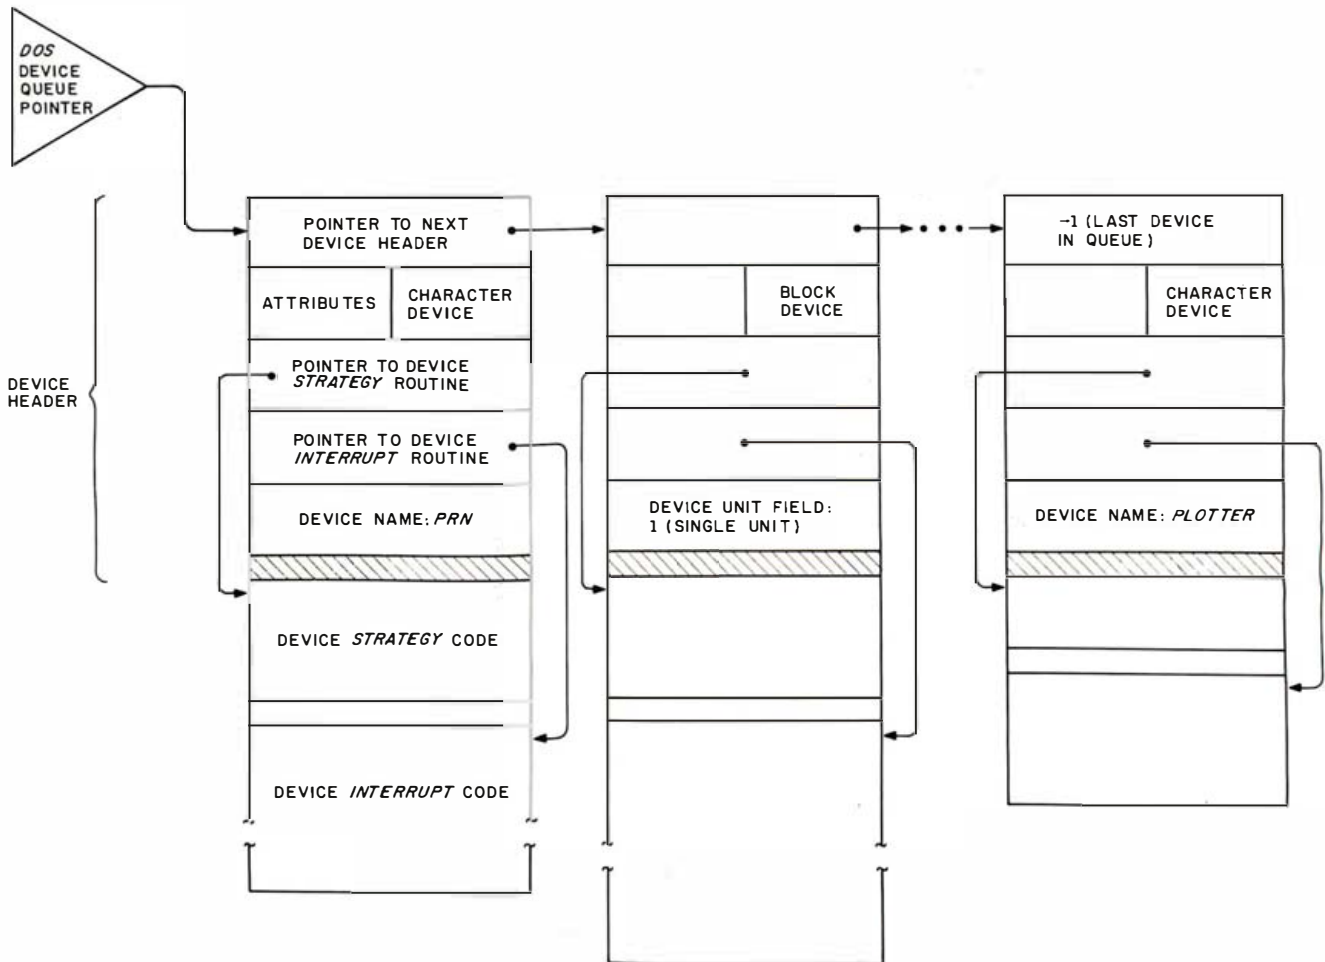 DOS
DEVICE
QUEUE
POINTER
DEVICE
HEADER
POINTER TO NEXT
DEVICE HEADER
ATTRIBUTES
CHARACTER
DEVICE
POINTER TO DEVICE
STRATEGY ROUTINE
POINTER TO DEVICE
INTERRUPT ROUTINE
DEVICE NAME: PRN
DEVICE STRATEGY CODE
DEVICE INTERRUPT CODE
BLOCK
DEVICE
DEVICE UNIT FIELD:
1 (SINGLE UNIT)
-1 (LAST DEVICE
IN QUEUE)
CHARACTER
DEVICE
DEVICE NAME: PLOTTER